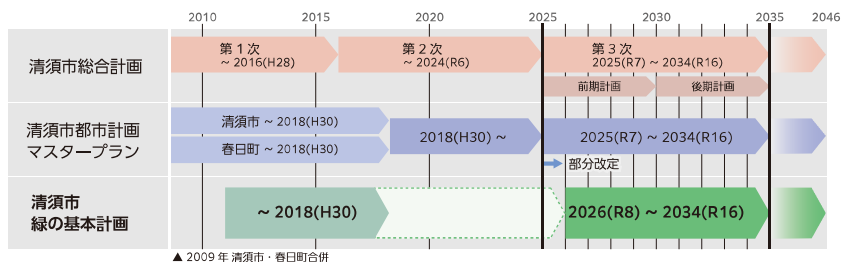 2010 2015 2020 2025 2030 2035 2046
清須市総合計画
第1次
～2016(H28)
第2次
～2024(R6)
第3次
2025(R7)～2034(R16)
前期計画
後期計画
清須市都市計画
マスタープラン
清須市～2018(H30)
春日町～2018(H30)
2018(H30)～
2025(R7)～2034(R16)
部分改定
清須市
緑の基本計画
～2018(H30)
2026(R8)～2034(R16)
▲ 2009年 清須市・春日町合併